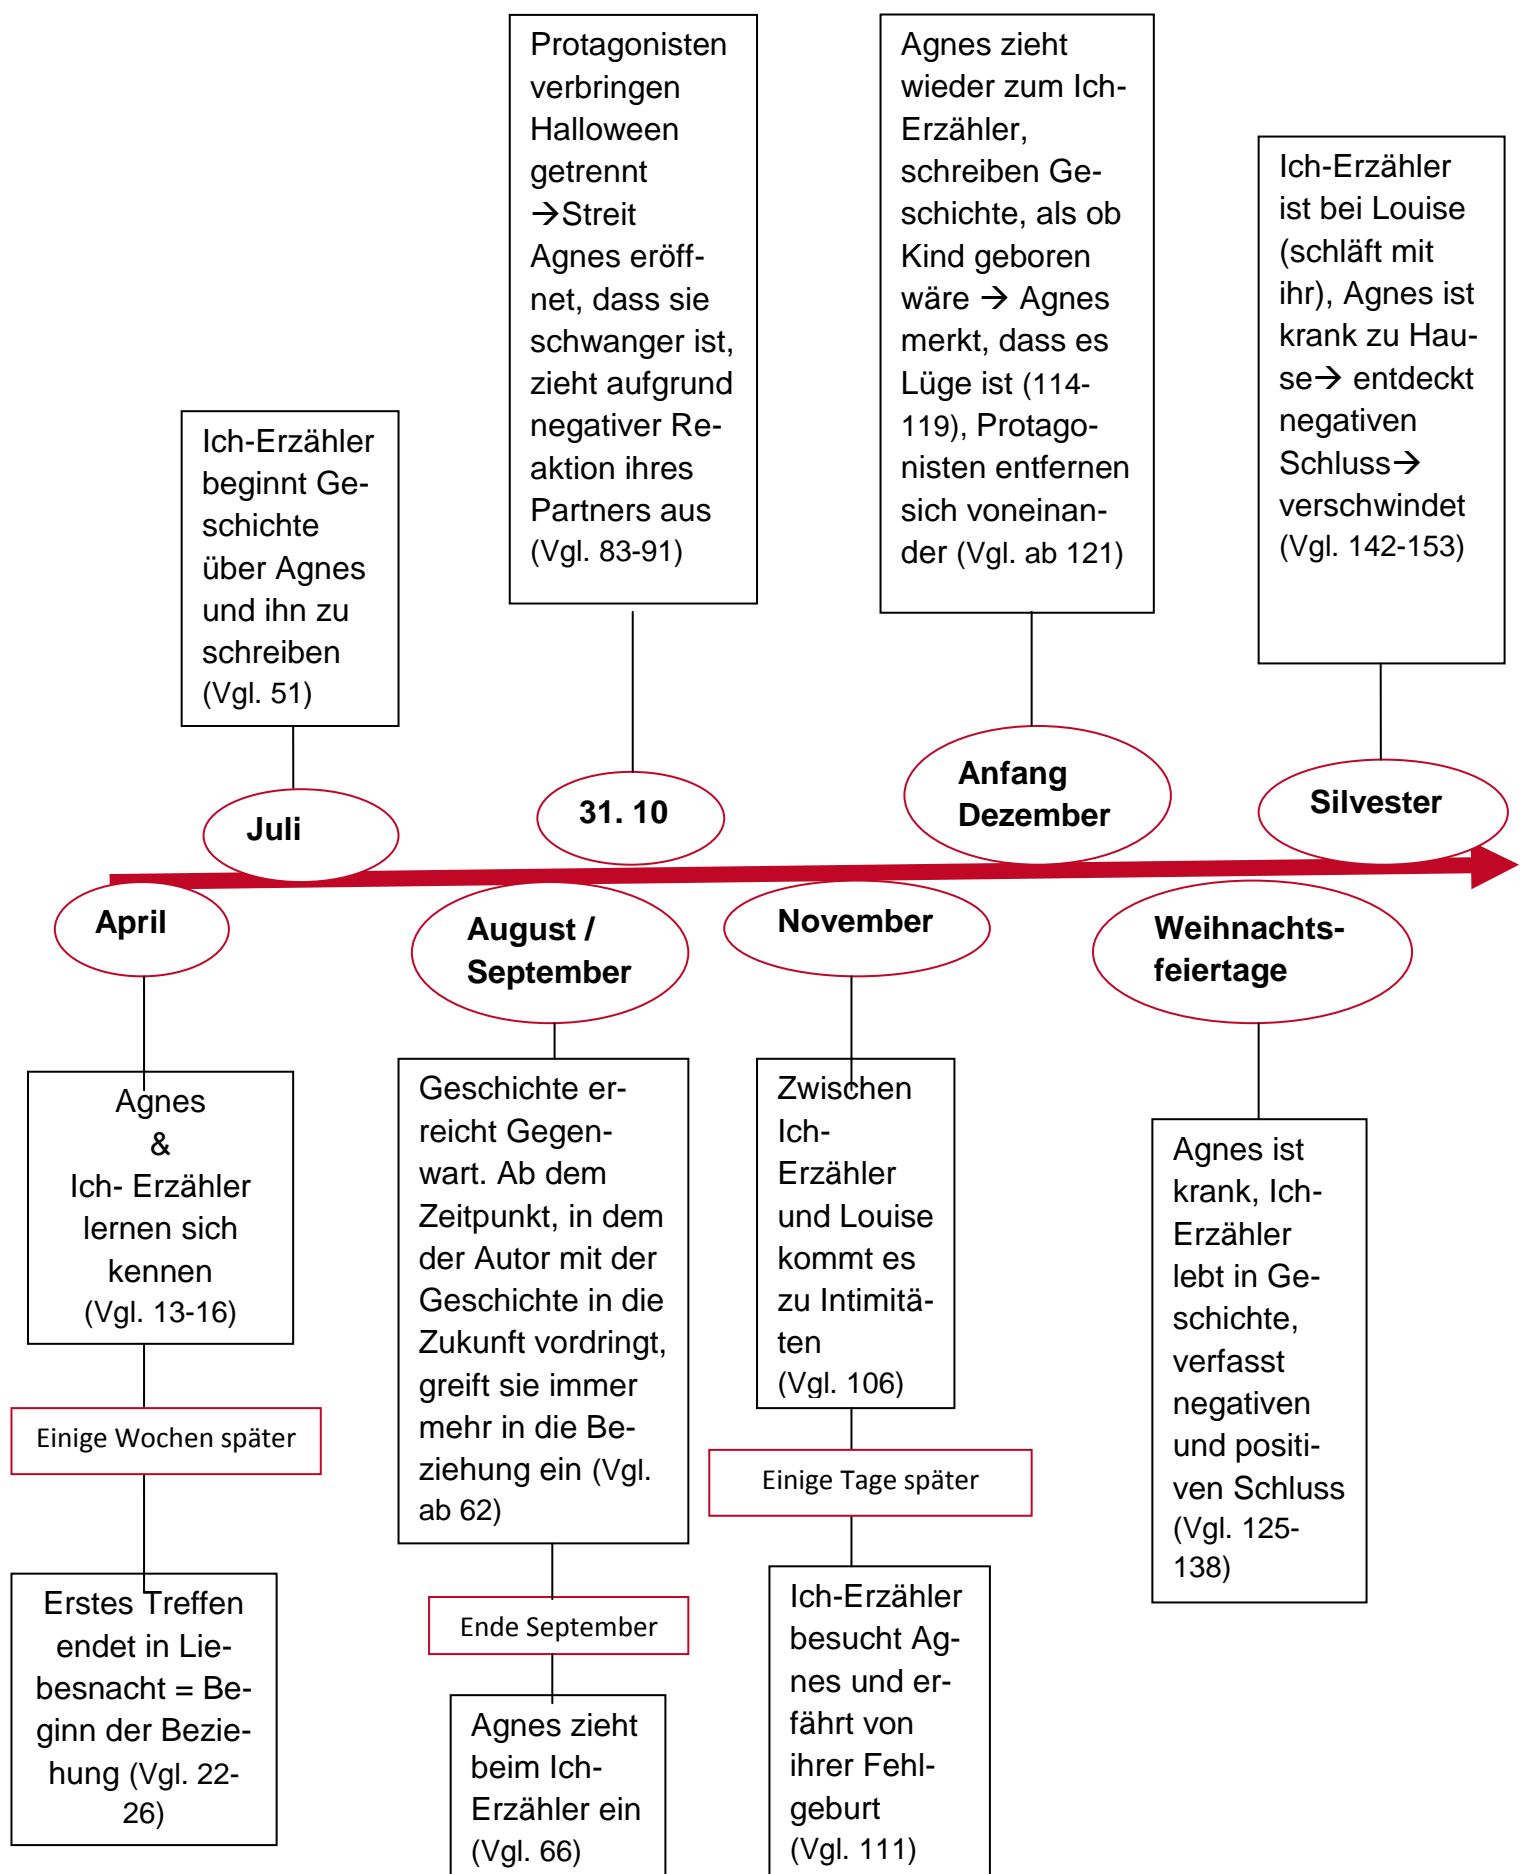 Protagonisten
verbringen
Halloween
getrennt
→Streit
Agnes eröff-
net, dass sie
schwanger ist,
zieht aufgrund
negativer Re-
aktion ihres
Partners aus
(Vgl. 83-91)
Agnes zieht
wieder zum Ich-
Erzähler,
schreiben Ge-
schichte, als ob
Kind geboren
wäre → Agnes
merkt, dass es
Lüge ist (114-
119), Protago-
nisten entfernen
sich voneinan-
der (Vgl. ab 121)
Ich-Erzähler
ist bei Louise
(schläft mit
ihr), Agnes ist
krank zu Hau-
se→ entdeckt
negativen
Schluss→
verschwindet
(Vgl. 142-153)
Ich-Erzähler
beginnt Ge-
schichte
über Agnes
und ihn zu
schreiben
(Vgl. 51)
Juli
31. 10
Anfang
Dezember
Silvester
April
August /
September
November
Weihnachts-
feiertage
Agnes
&
Ich- Erzähler
lernen sich
kennen
(Vgl. 13-16)
Einige Wochen später
Erstes Treffen
endet in Lie-
besnacht = Be-
ginn der Bezie-
hung (Vgl. 22-
26)
Geschichte er-
reicht Gegen-
wart. Ab dem
Zeitpunkt, in dem
der Autor mit der
Geschichte in die
Zukunft vordringt,
greift sie immer
mehr in die Be-
ziehung ein (Vgl.
ab 62)
Ende September
Agnes zieht
beim Ich-
Erzähler ein
(Vgl. 66)
Zwischen
Ich-
Erzähler
und Louise
kommt es
zu Intimitä-
ten
(Vgl. 106)
Einige Tage später
Ich-Erzähler
besucht Ag-
nes und er-
fährt von
ihrer Fehl-
geburt
(Vgl. 111)
Agnes ist
krank, Ich-
Erzähler
lebt in Ge-
schichte,
verfasst
negativen
und positi-
ven Schluss
(Vgl. 125-
138)